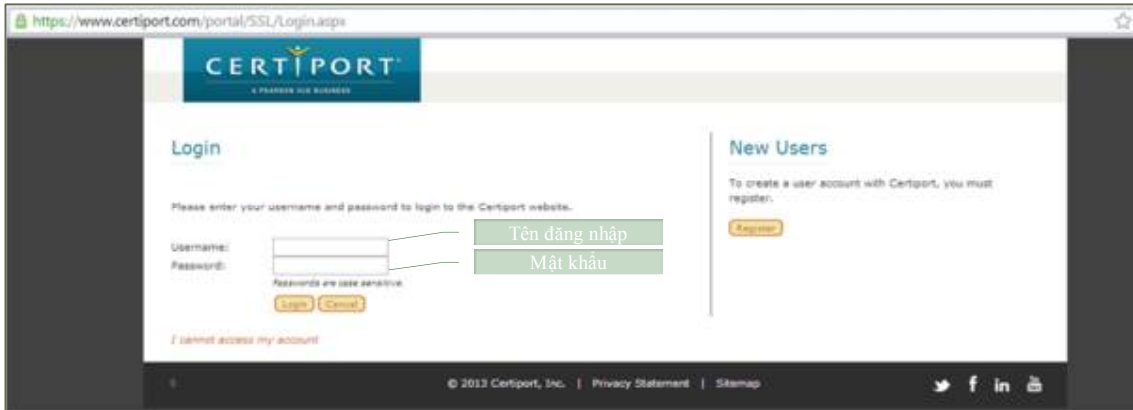 https://www.certiport.com/portal/SSL/Login.aspx
CERTIPORT
A PEARSON VUE BUSINESS
Login
Please enter your username and password to login to the Certiport website.
Username:
Tên đăng nhập
Password:
Mật khẩu
Passwords are case sensitive.
Login Cancel
I cannot access my account
New Users
To create a user account with Certiport, you must
register.
Register
© 2013 Certiport, Inc. | Privacy Statement | Sitemap